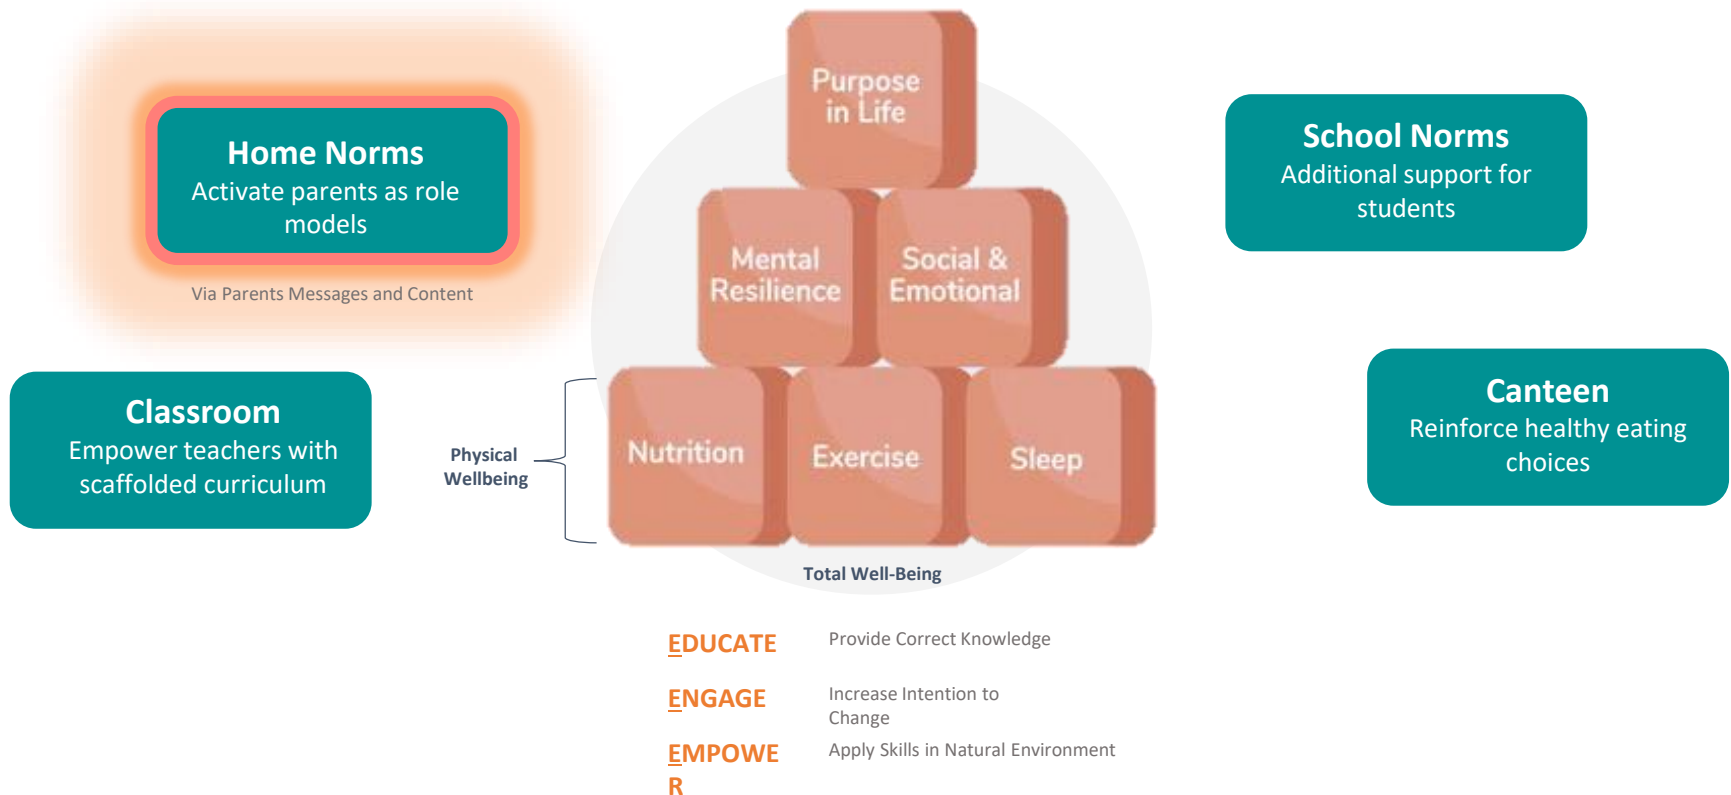 Purpose
in Life
Home Norms
Activate parents as role
models
Via Parents Messages and Content
School Norms
Additional support for
students
Mental
Resilience
Social &
Emotional
Classroom
Empower teachers with
scaffolded curriculum
Physical
Wellbeing
Nutrition
Exercise
Sleep
Canteen
Reinforce healthy eating
choices
Total Well-Being
EDUCATE
Provide Correct Knowledge
ENGAGE
Increase Intention to
Change
EMPOWE
R
Apply Skills in Natural Environment